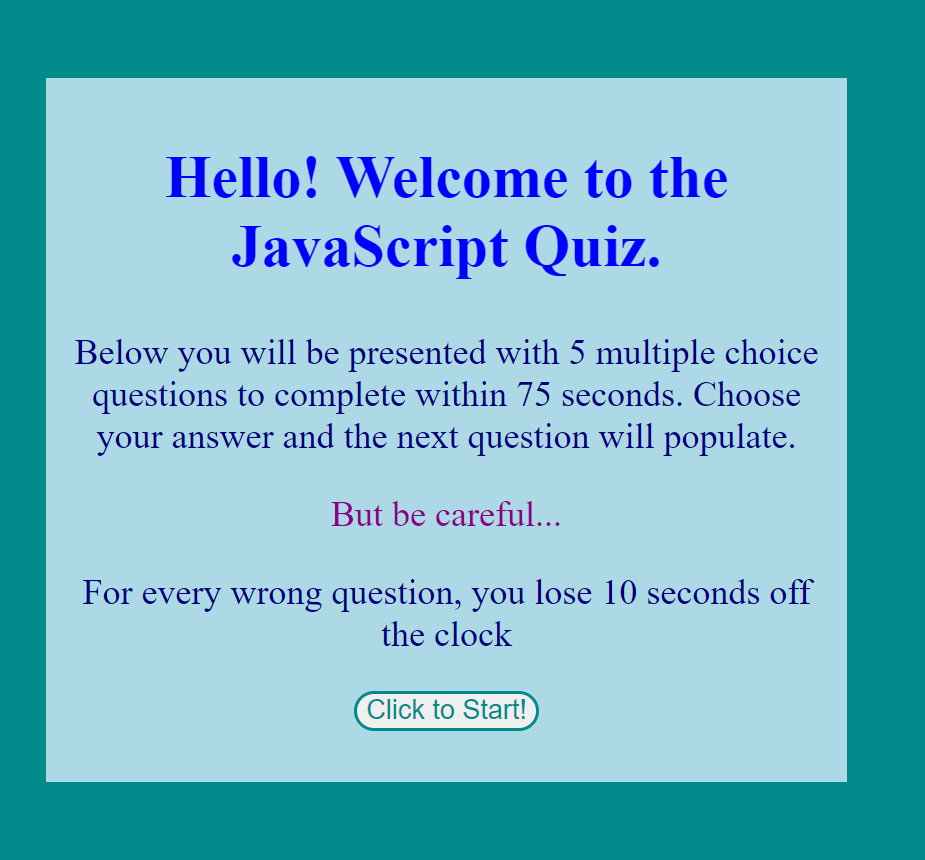 Hello! Welcome to the
JavaScript Quiz.
Below you will be presented with 5 multiple choice
questions to complete within 75 seconds. Choose
your answer and the next question will populate.
But be careful...
For every wrong question, you lose 10 seconds off
the clock
Click to Start!